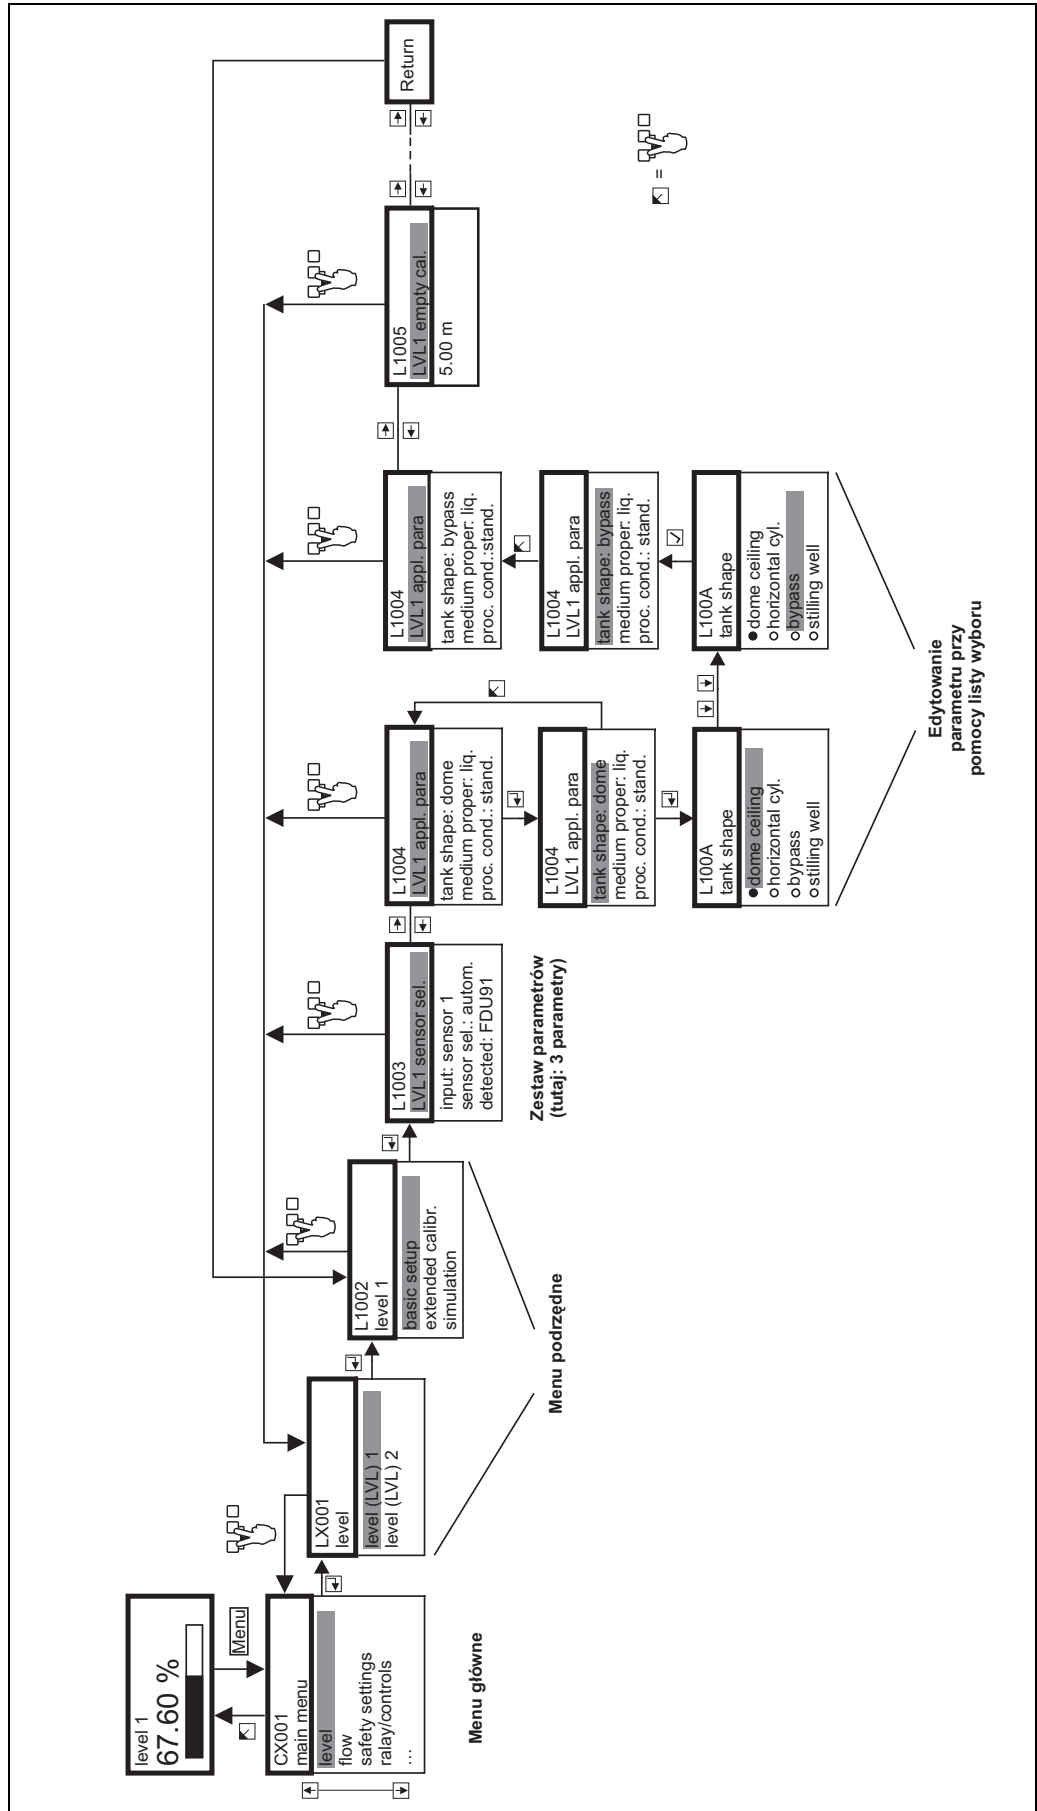 level 1
67.60 %
Menu
CX001
main menu
level
flow
safety settings
ralay/controls
...
Menu główne
LX001
level
level (LVL) 1
level (LVL) 2
L1002
level 1
basic setup
extended calibr.
simulation
Menu podrzędne
L1003
LVL1 sensor sel.
input: sensor 1
sensor sel.: autom.
detected: FDU91
Zestaw parametrów
(tutaj: 3 parametry)
L1004
LVL1 appl. para
tank shape: dome
medium proper: liq.
proc. cond.: stand.
L1004
LVL1 appl. para
tank shape: dome
medium proper: liq.
proc. cond.: stand.
L100A
tank shape
dome ceiling
horizontal cyl.
bypass
stilling well
L1004
LVL1 appl. para
tank shape: bypass
medium proper: liq.
proc. cond.:stand.
L1004
LVL1 appl. para
tank shape: bypass
medium proper: liq.
proc. cond.: stand.
L100A
tank shape
dome ceiling
horizontal cyl.
bypass
stilling well
Edytowanie
parametru przy
pomocy listy wyboru
L1005
LVL1 empty cal.
5.00 m
Return
=